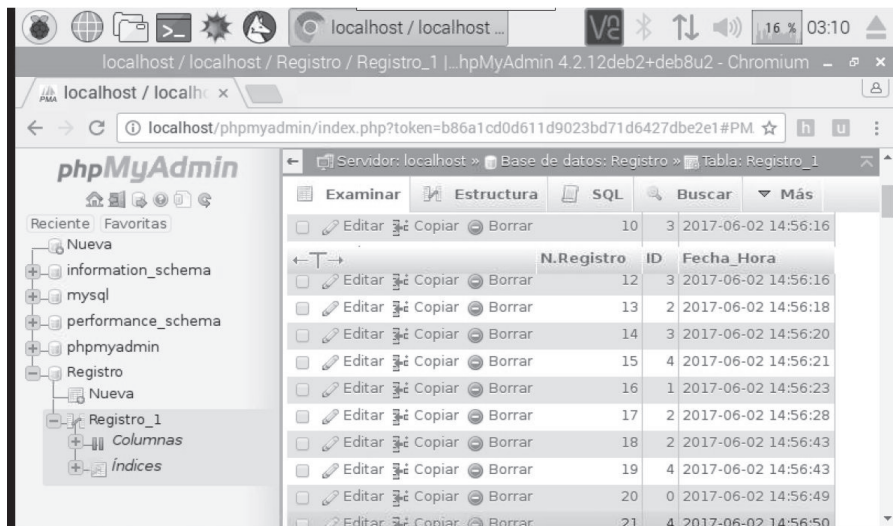 localhost / localhost ...
16 %
03:10
localhost / localhost / Registro / Registro_1 |...hpMyAdmin 4.2.12deb2+deb8u2 - Chromium
PMA localhost / localh
localhost/phpmyadmin/index.php?token=b86a1cd0d611d9023bd71d6427dbe2e1#PM.
h
u
phpMyAdmin
Reciente Favoritas
Nueva
information_schema
mysql
performance_schema
phpmyadmin
Registro
Nueva
Registro_1
Columnas
Índices
Servidor: localhost » Base de datos: Registro » Tabla: Registro_1
Examinar Estructura SQL Buscar Más
Editar Copiar Borrar 10 3 2017-06-02 14:56:16
N.Registro ID Fecha_Hora
Editar Copiar Borrar 12 3 2017-06-02 14:56:16
Editar Copiar Borrar 13 2 2017-06-02 14:56:18
Editar Copiar Borrar 14 3 2017-06-02 14:56:20
Editar Copiar Borrar 15 4 2017-06-02 14:56:21
Editar Copiar Borrar 16 1 2017-06-02 14:56:23
Editar Copiar Borrar 17 2 2017-06-02 14:56:28
Editar Copiar Borrar 18 2 2017-06-02 14:56:43
Editar Copiar Borrar 19 4 2017-06-02 14:56:43
Editar Copiar Borrar 20 0 2017-06-02 14:56:49
Editar Copiar Borrar 21 4 2017-06-02 14:56:50